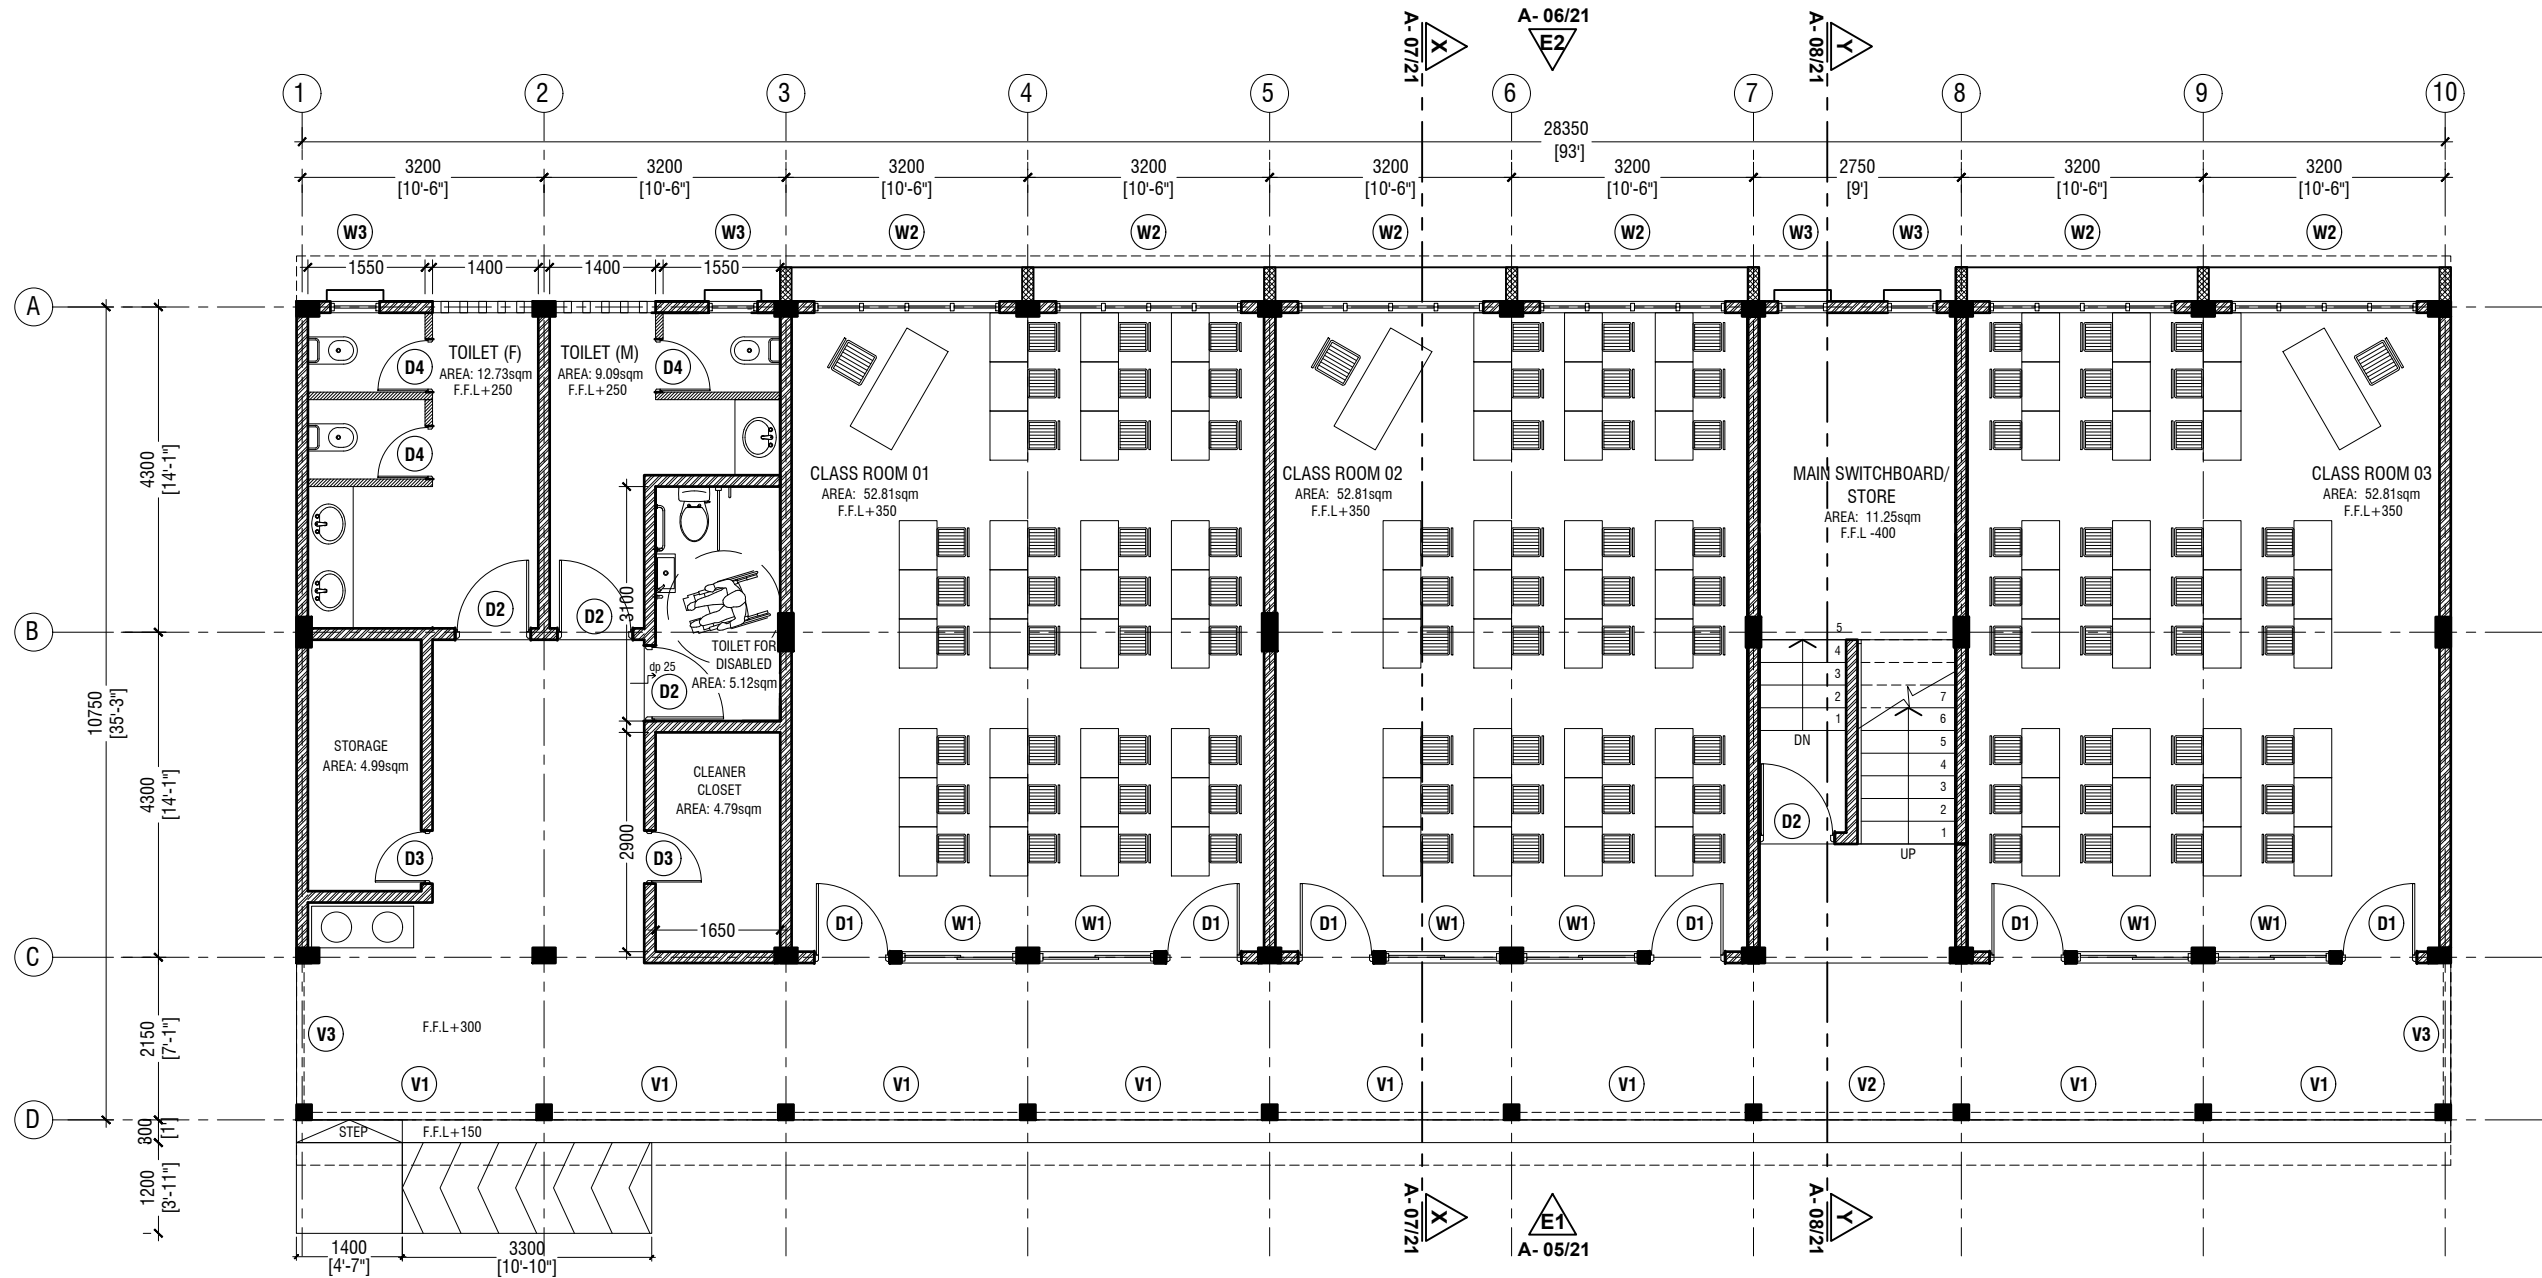 A- 06/21
E2
A- 07/21
X
A- 08/21
Y
1
2
3
4
5
6
7
8
9
10
28350
[93']
3200
[10'-6"]
3200
[10'-6"]
3200
[10'-6"]
3200
[10'-6"]
3200
[10'-6"]
3200
[10'-6"]
2750
[9']
3200
[10'-6"]
3200
[10'-6"]
W3
W3
W2
W2
W2
W2
W3
W3
W2
W2
1550
1400
1400
1550
A
B
C
D
10750
[35'-3"]
4300
[14'-1"]
4300
[14'-1"]
2150
[7'-1"]
300
[1']
1200
[3'-11"]
TOILET (F)
AREA: 12.73sqm
F.F.L+250
TOILET (M)
AREA: 9.09sqm
F.F.L+250
D4
D4
D4
D2
D2
3100
TOILET FOR
DISABLED
AREA: 5.12sqm
dp 25
D2
STORAGE
AREA: 4.99sqm
D3
CLEANER
CLOSET
AREA: 4.79sqm
D3
2900
1650
CLASS ROOM 01
AREA: 52.81sqm
F.F.L+350
CLASS ROOM 02
AREA: 52.81sqm
F.F.L+350
MAIN SWITCHBOARD/
STORE
AREA: 11.25sqm
F.F.L -400
CLASS ROOM 03
AREA: 52.81sqm
F.F.L+350
5
4
3
2
1
DN
7
6
5
4
3
2
1
UP
D2
D1
W1
W1
D1
D1
W1
W1
D1
D1
W1
W1
D1
V3
F.F.L+300
V3
V1
V1
V1
V1
V1
V1
V2
V1
V1
STEP
F.F.L+150
1400
[4'-7"]
3300
[10'-10"]
A- 07/21
X
E1
A- 05/21
A- 08/21
Y